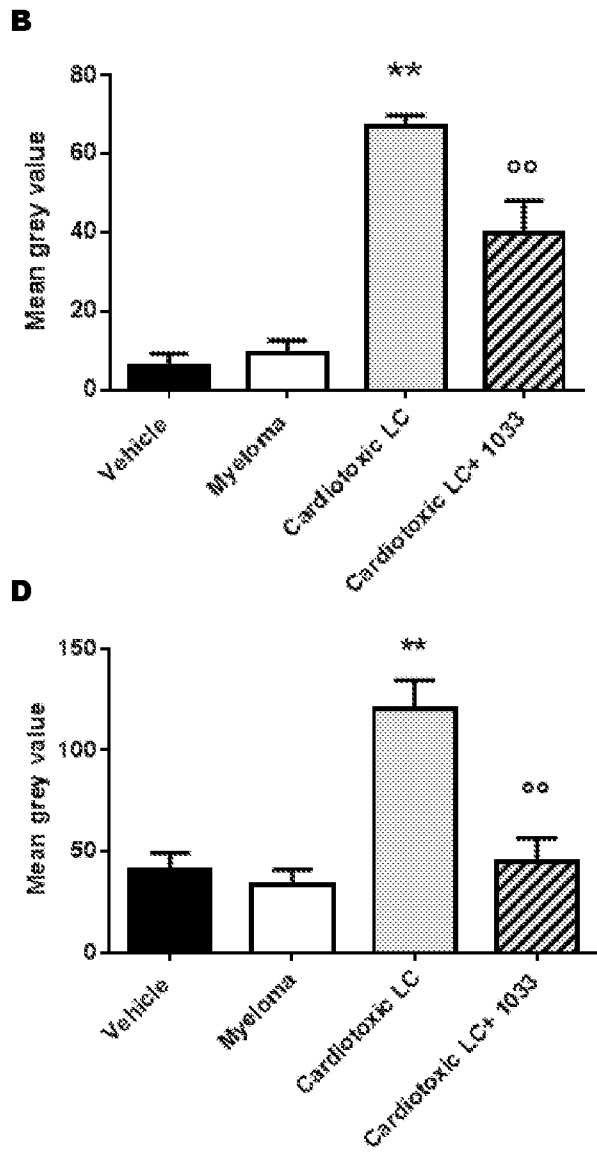 B
Mean grey value
80
60
40
20
0
**
°°
Vehicle
Myeloma
Cardiotoxic LC
Cardiotoxic LC+ 1033
D
Mean grey value
150
100
50
0
**
°°
Vehicle
Myeloma
Cardiotoxic LC
Cardiotoxic LC+ 1033